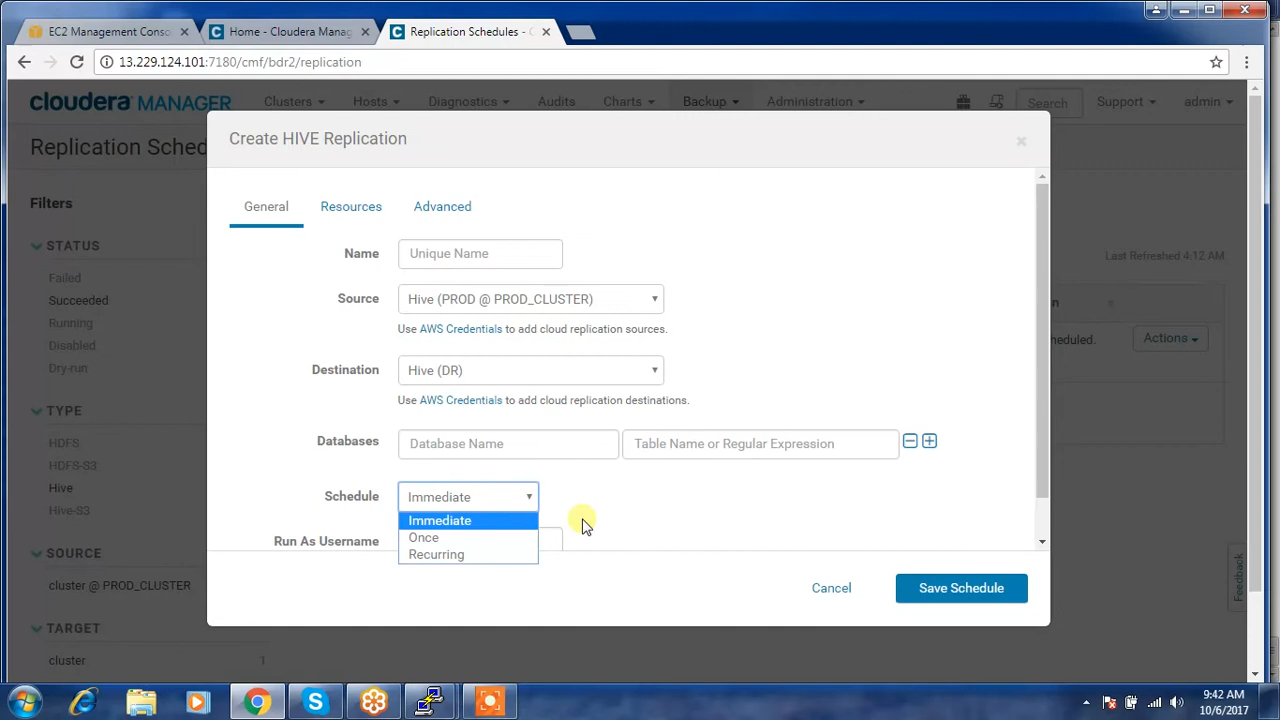 EC2 Management Conso
Home - Cloudera Manag
Replication Schedules - C
13.229.124.101:7180/cmf/bdr2/replication
cloudera MANAGER
Clusters
Hosts
Diagnostics
Audits
Charts
Backup
Administration
Search
Support
admin
Replication Sched
Create HIVE Replication
Filters
STATUS
Failed
Succeeded
Running
Disabled
Dry-run
TYPE
HDFS
HDFS-S3
Hive
Hive-S3
SOURCE
cluster @ PROD_CLUSTER
TARGET
cluster 1
General
Resources
Advanced
Name
Unique Name
Source
Hive (PROD @ PROD_CLUSTER)
Use AWS Credentials to add cloud replication sources.
Destination
Hive (DR)
Use AWS Credentials to add cloud replication destinations.
Databases
Database Name
Table Name or Regular Expression
Schedule
Immediate
Immediate
Once
Recurring
Run As Username
Cancel
Save Schedule
Last Refreshed 4:12 AM
on
heduled.
Actions
Feedback
9:42 AM
10/6/2017